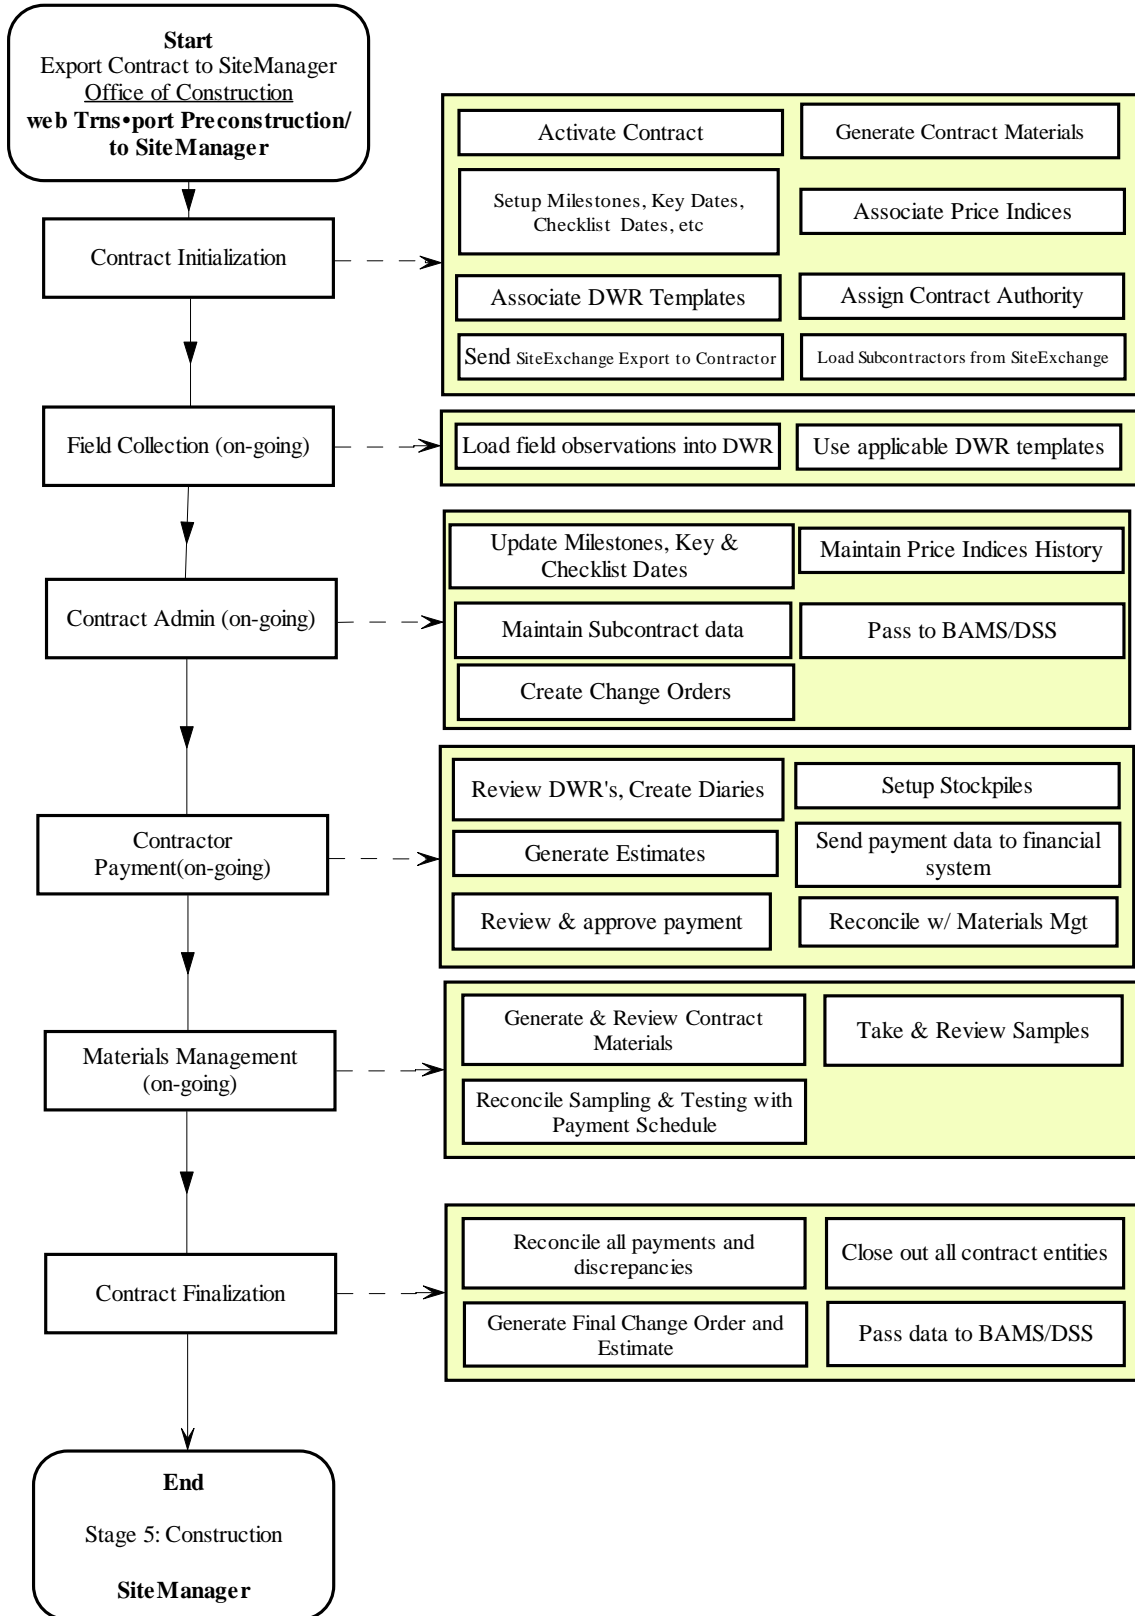 Start
Export Contract to SiteManager
Office of Construction
web Trns•port Preconstruction/
to SiteManager
Contract Initialization
Activate Contract
Generate Contract Materials
Setup Milestones, Key Dates,
Checklist Dates, etc
Associate Price Indices
Associate DWR Templates
Assign Contract Authority
Send SiteExchange Export to Contractor
Load Subcontractors from SiteExchange
Field Collection (on-going)
Load field observations into DWR
Use applicable DWR templates
Contract Admin (on-going)
Update Milestones, Key &
Checklist Dates
Maintain Price Indices History
Maintain Subcontract data
Pass to BAMS/DSS
Create Change Orders
Contractor
Payment(on-going)
Review DWR's, Create Diaries
Setup Stockpiles
Generate Estimates
Send payment data to financial
system
Review & approve payment
Reconcile w/ Materials Mgt
Materials Management
(on-going)
Generate & Review Contract
Materials
Take & Review Samples
Reconcile Sampling & Testing with
Payment Schedule
Contract Finalization
Reconcile all payments and
discrepancies
Close out all contract entities
Generate Final Change Order and
Estimate
Pass data to BAMS/DSS
End
Stage 5: Construction
SiteManager